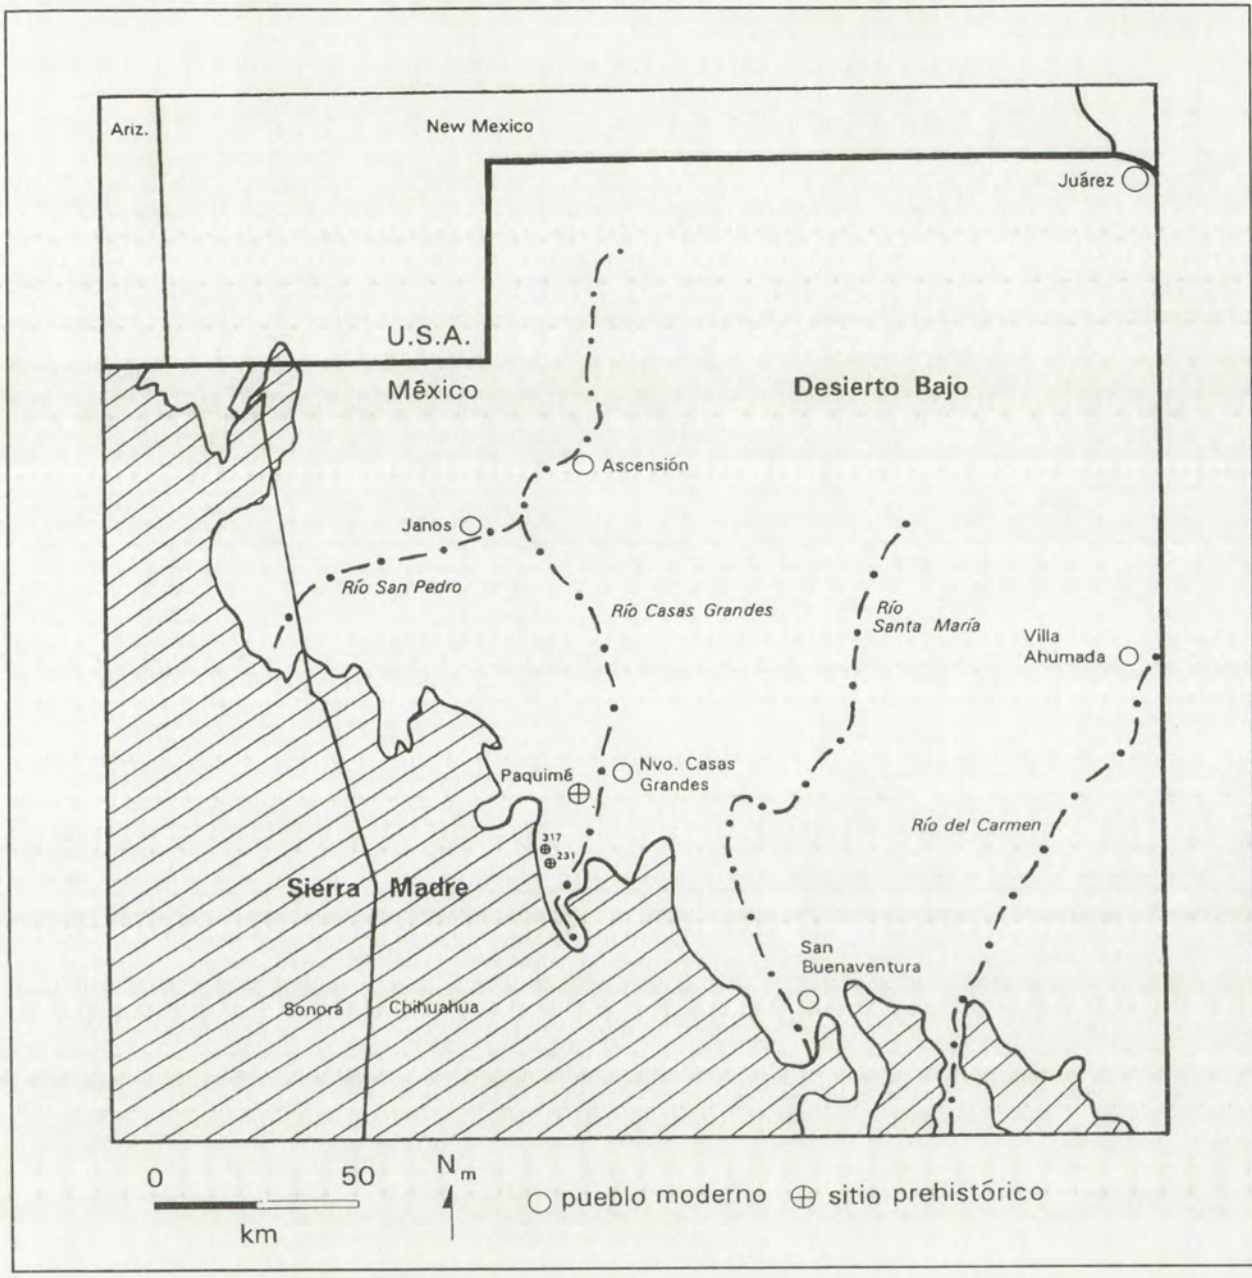 Ariz.
New Mexico
Juárez
U.S.A.
México
Desierto Bajo
Ascensión
Janos
Río San Pedro
Río Casas Grandes
Río
Santa María
Villa
Ahumada
Paquimé
Nvo. Casas
Grandes
317
231
Río del Carmen
Sierra Madre
San
Buenaventura
Sonora
Chihuahua
0 50
km
Nm
pueblo moderno
sitio prehistórico